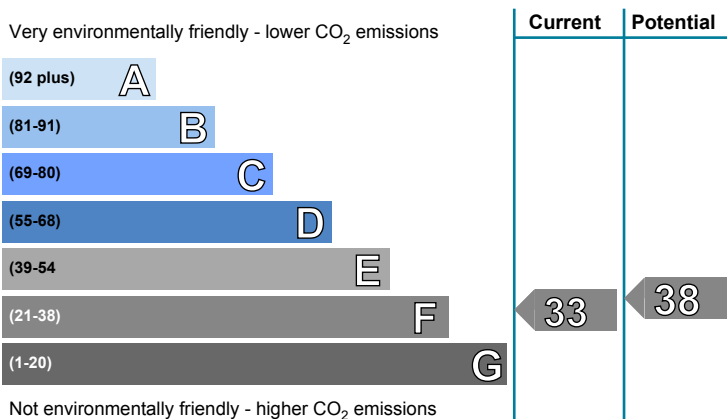 Very environmentally friendly - lower CO2 emissions
Current
Potential
(92 plus) A
(81-91) B
(69-80) C
(55-68) D
(39-54 E
(21-38) F
33
38
(1-20) G
Not environmentally friendly - higher CO2 emissions